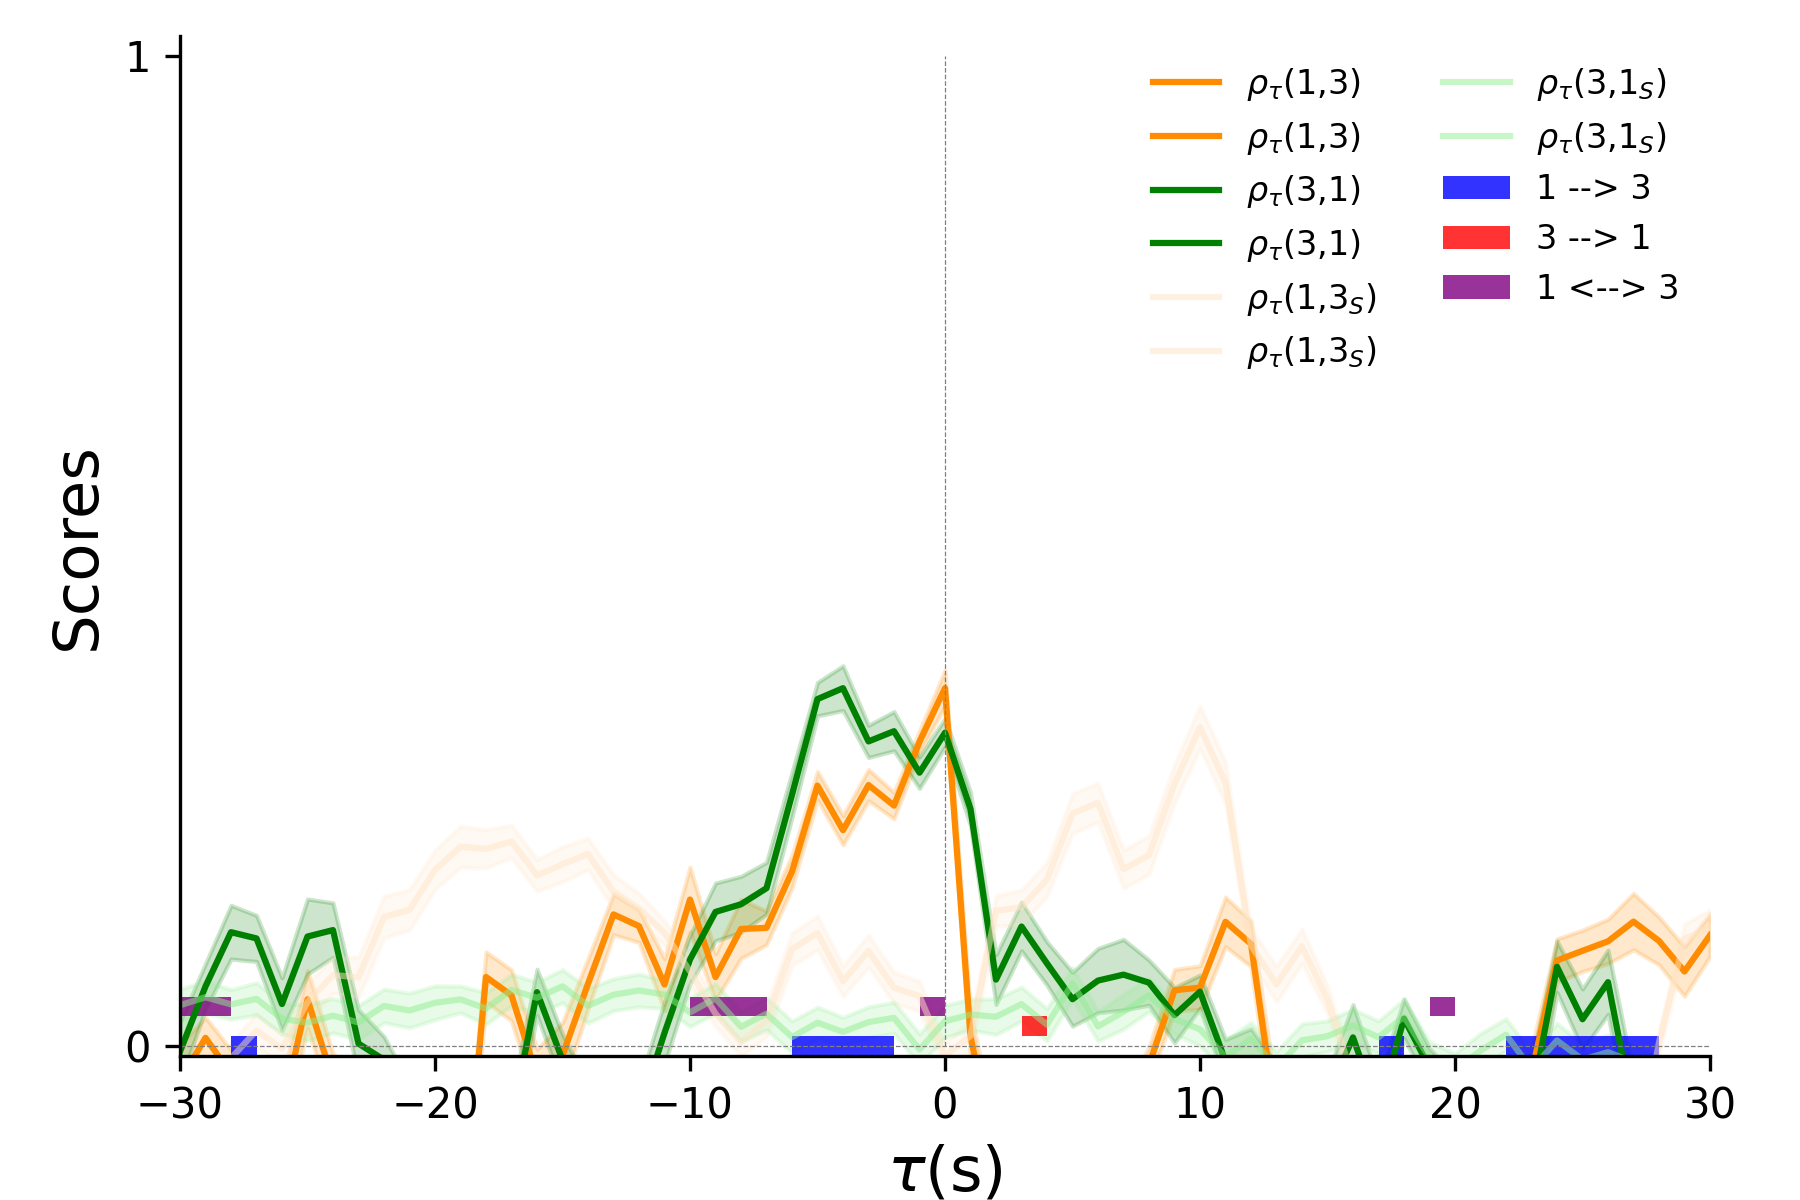 1
ρτ(1,3)
ρτ(1,3)
ρτ(3,1)
ρτ(3,1)
ρτ(1,3S)
ρτ(1,3S)
ρτ(3,1S)
ρτ(3,1S)
1 --> 3
3 --> 1
1 <--> 3
Scores
0
−30 −20 −10 0 10 20 30
τ(s)